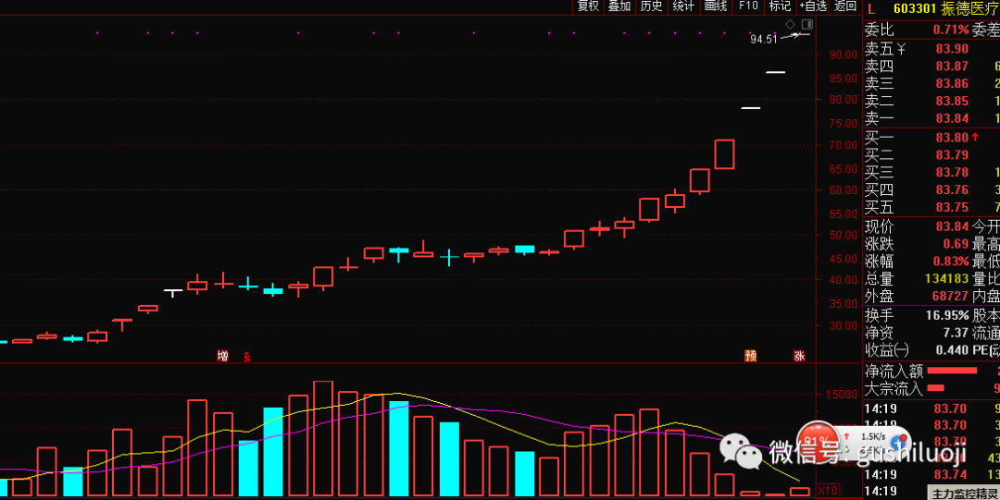 复权 叠加 历史 统计 画线 F10 标记 +自选 返回
L 603301 振德医疗
委比 0.71% 委差
卖五 ¥ 83.90
卖四 83.87 6
卖三 83.86 2
卖二 83.85 1
卖一 83.84 1
买一 83.80
买二 83.79
买三 83.78 1
买四 83.76 3
买五 83.75 7
现价 83.84 今开
涨跌 0.69 最高
涨幅 0.83% 最低
总量 134183 量比
外盘 68727 内盘
换手 16.95% 股本
净资 7.37 流通
收益㈠ 0.440 PE(动
净流入额 2
大宗流入 9
14:19 83.70 9
14:19 83.70 3
3
43
14:19 83.74 13
14:19
主力监控精灵
94.51
90.00
85.00
80.00
75.00
70.00
65.00
60.00
55.00
50.00
45.00
40.00
35.00
30.00
增 预 涨
15000
X10
91%
1.5K/s
微信号: gushiluoji